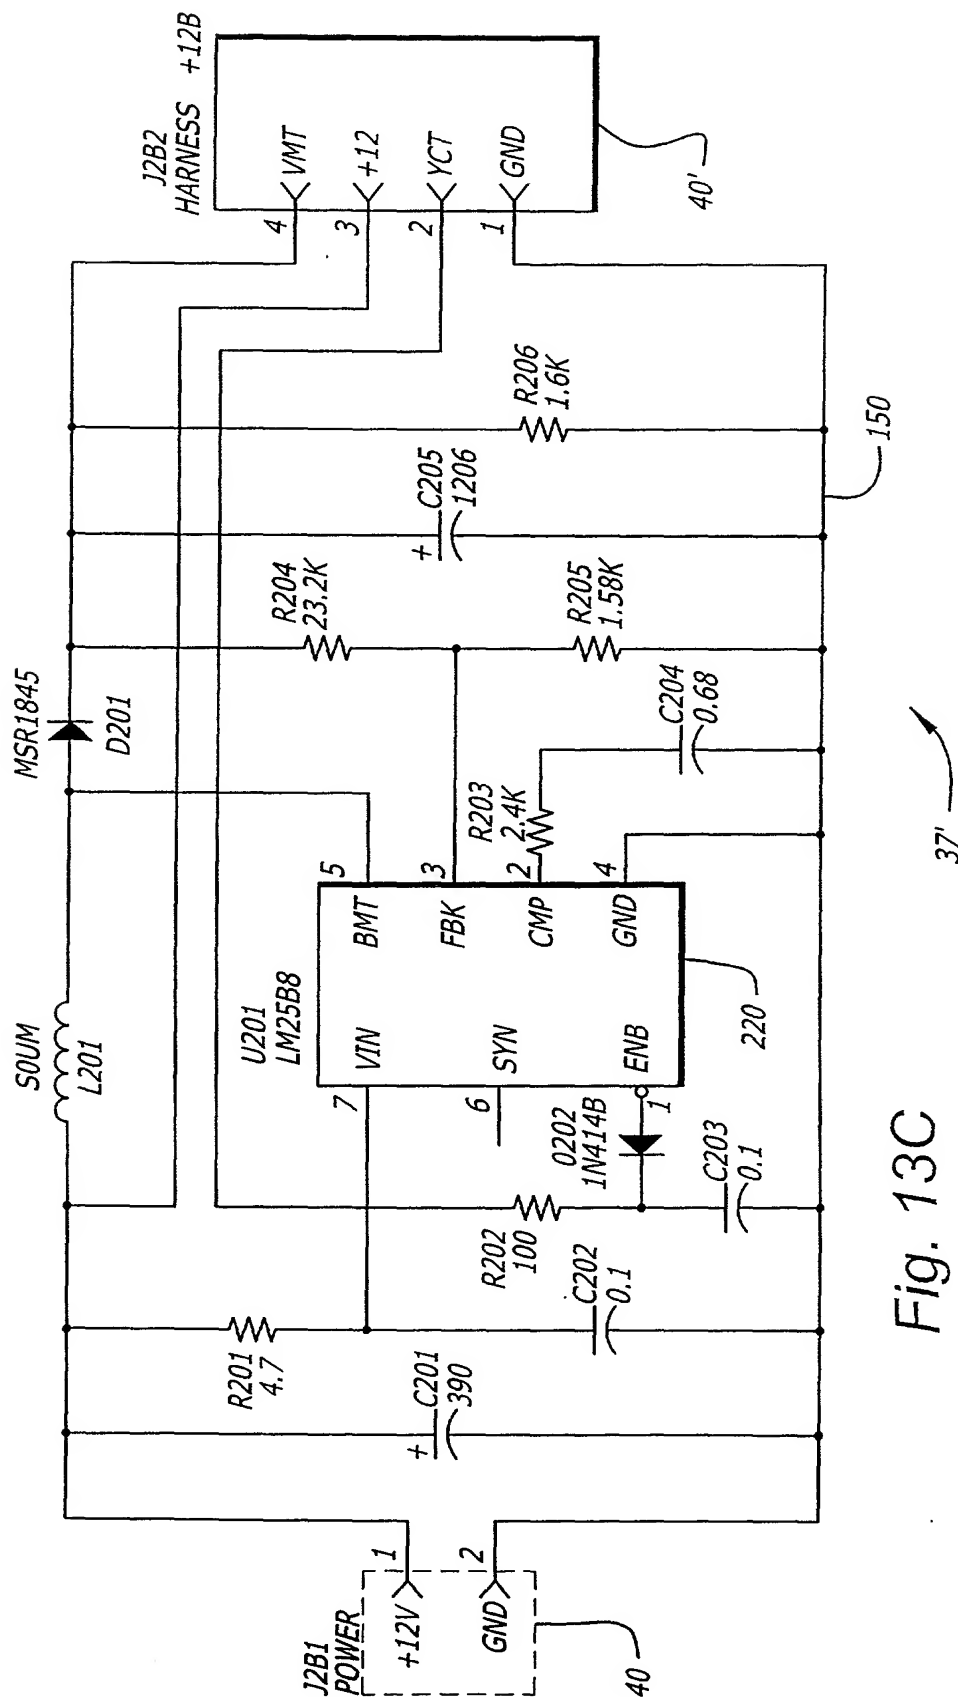 J2B1
POWER
+12V
1
GND
2
40
R201
4.7
C201
390
C202
0.1
R202
100
C203
0.1
0202
1N414B
S0UM
L201
U201
LM25B8
VIN
7
SYN
6
ENB
1
BMT
5
FBK
3
CMP
2
GND
4
220
MSR1845
D201
R203
2.4K
C204
0.68
R204
23.2K
R205
1.58K
C205
1206
R206
1.6K
150
J2B2
HARNESS +12B
4
VMT
3
+12
2
YCT
1
GND
40'
37'
Fig. 13C